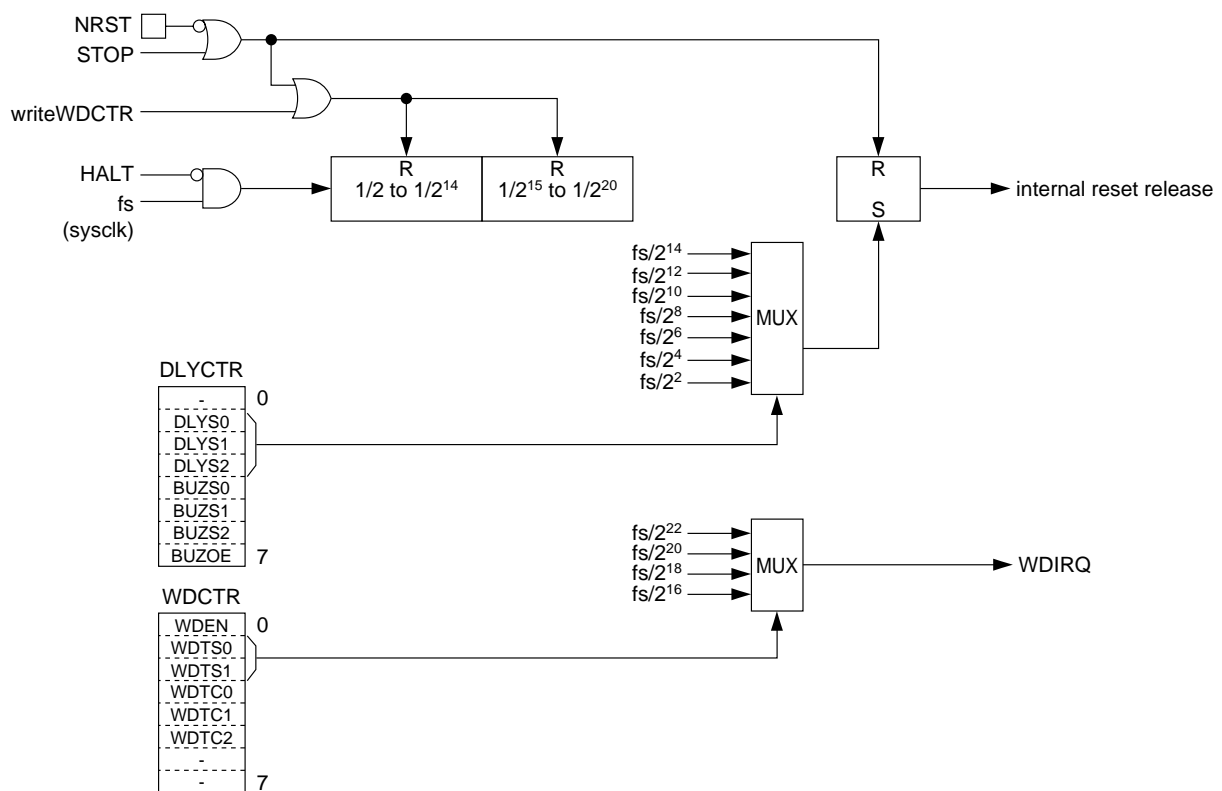 NRST
STOP
writeWDCTR
HALT
fs
(sysclk)
R
1/2 to 1/2¹⁴
R
1/2¹⁵ to 1/2²⁰
R
S
internal reset release
fs/2¹⁴
fs/2¹²
fs/2¹⁰
fs/2⁸
fs/2⁶
fs/2⁴
fs/2²
MUX
DLYCTR
- 0
DLYS0
DLYS1
DLYS2
BUZS0
BUZS1
BUZS2
BUZOE 7
fs/2²²
fs/2²⁰
fs/2¹⁸
fs/2¹⁶
MUX
WDIRQ
WDCTR
WDEN 0
WDTS0
WDTS1
WDTC0
WDTC1
WDTC2
-
- 7